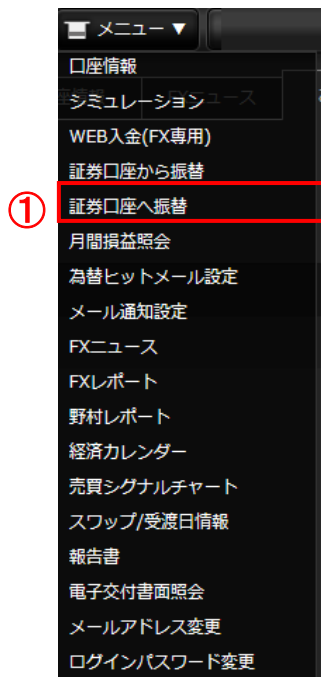 メニュー ▼
口座情報
シミュレーション
WEB入金(FX専用)
証券口座から振替
①
証券口座へ振替
月間損益照会
為替ヒットメール設定
メール通知設定
FXニュース
FXレポート
野村レポート
経済カレンダー
売買シグナルチャート
スワップ/受渡日情報
報告書
電子交付書面照会
メールアドレス変更
ログインパスワード変更